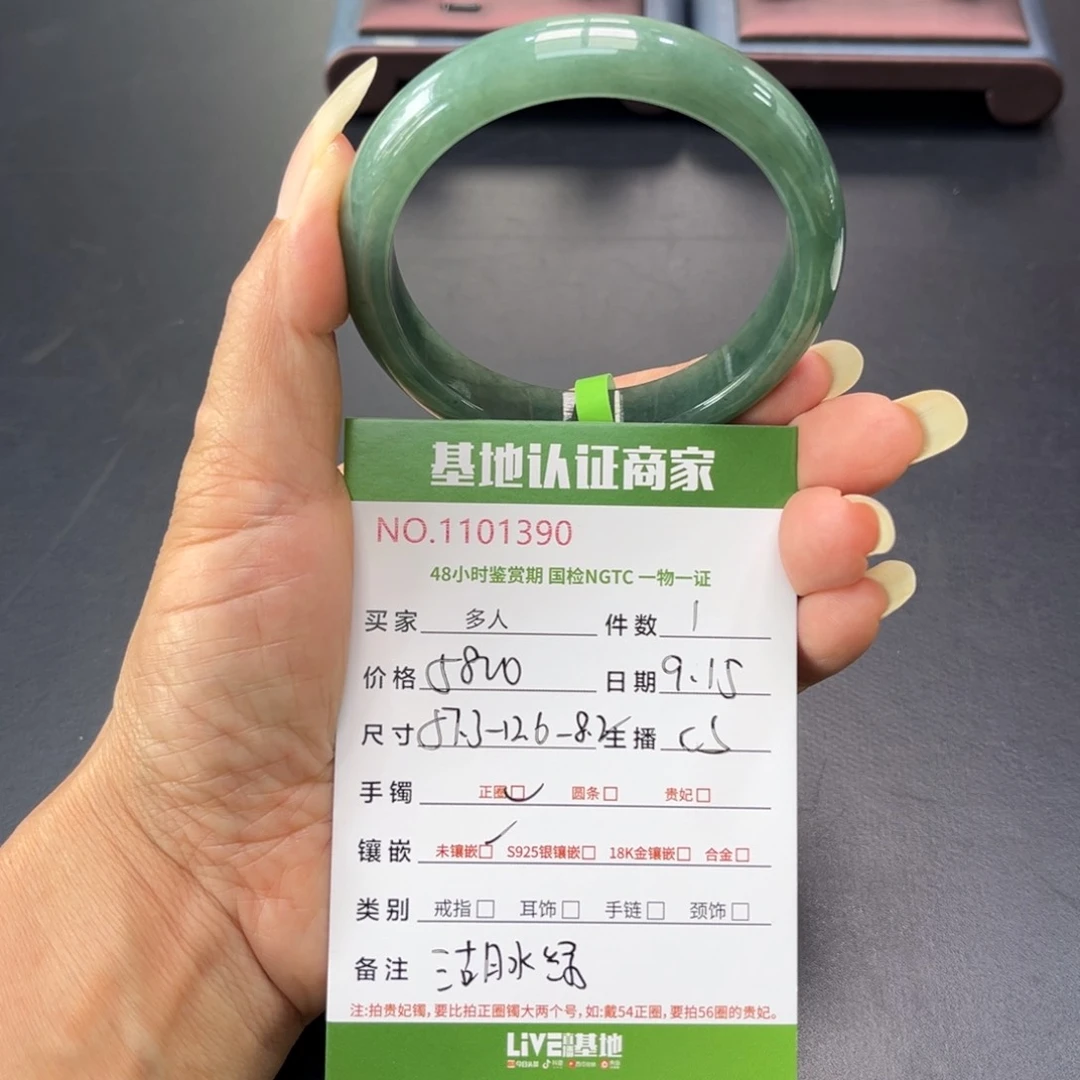 基地认证商家
NO.1101390
48小时鉴赏期 国检NGTC 一物一证
买家 多人 件数 1
价格 5800 日期 9.15
尺寸 57.3-12.6-8.2 主播 CJ
手镯 正圈 圆条 贵妃
镶嵌 未镶嵌 S925银镶嵌 18K金镶嵌 合金
类别 戒指 耳饰 手链 颈饰
备注 湖水绿
注:拍贵妃镯,要比拍正圈镯大两个号,如:戴54正圈,要拍56圈的贵妃。
LiVE直播基地